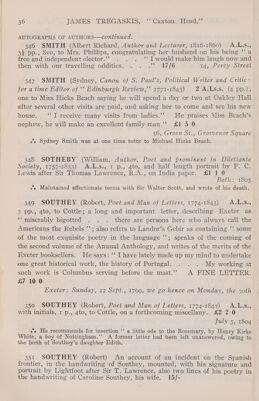 36 JAMES TREGASKIS, "Caxton Head,"
AUTOGRAPHS OF AUTHORS—continued.
346 SMITH (Albert Richard, Author and Lecturer, 1816-1860) A.L.s.,
3½ pp., 8vo, to Mrs. Phillips, congratulating her husband on his being "a
free and independent elector." . . "I would make him laugh now and
then with our travelling oddities. . . " 17/6 14, Percy Street
347 SMITH (Sydney, Canon of S. Paul's, Political Writer and Critic
for a time Editor of "Edinburgh Review," 1771-1845) 2 A.L.s. (4 pp.),
one to Miss Hicks Beach saying he will spend a day or two at Oakley Hall
after several other visits are paid, and asking her to come and see his new
house. "I receive many visits from ladies." He praises Miss Beach's
nephew, he will make an excellent family man." £1 5 0
56, Green St., Grosvenor Square
∴ Sydney Smith was at one time tutor to Michael Hicks Beach.
348 SOTHEBY (William, Author, Poet and prominent in Dilettante
Society, 1757-1833) A.L.s., 1 p., 4to, and half length portrait by F. C.
Lewis after Sir Thomas Lawrence, R.A., on India paper. £1 1 0
Bath: 1803
∴ Maintained affectionate terms with Sir Walter Scott, and wrote of his death.
349 SOUTHEY (Robert, Poet and Man of Letters, 1774-1843) A.L.s.,
3 pp., 4to, to Cottle; a long and important letter, describing Exeter as
"miserably bigotted . . there are persons here who always call the
Americans the Rebels"; also refers to Landor's Gebir as containing "some
of the most exquisite poetry in the language"; speaks of the coming of
the second volume of the Annual Anthology, and writes of the merits of the
Exeter booksellers. He says: "I have lately made up my mind to undertake
one great historical work, the history of Portugal. . . My working at
such work is Columbus serving before the mast." A FINE LETTER.
£7 10 0
Exeter: Sunday, 22 Sept., 1799, we go hence on Monday, the 30th
350 SOUTHEY (Robert, Poet and Man of Letters, 1774-1843) A.L.s.,
with initials, 1 p., 4to, to Cottle, on a forthcoming miscellany. £2 2 0
July 5, 1804
∴ He recommends for insertion "a little ode to the Rosemary, by Henry Kirke
White, a boy of Nottingham." A former letter had been left unanswered, owing to
the birth of Southey's daughter Edith.
351 SOUTHEY (Robert) An account of an incident on the Spanish
frontier, in the handwriting of Southey, mounted, with his signature and
portrait by Lightfoot after Sir T. Lawrence, also two lines of his poetry in
the handwriting of Caroline Southey, his wife. 15/-